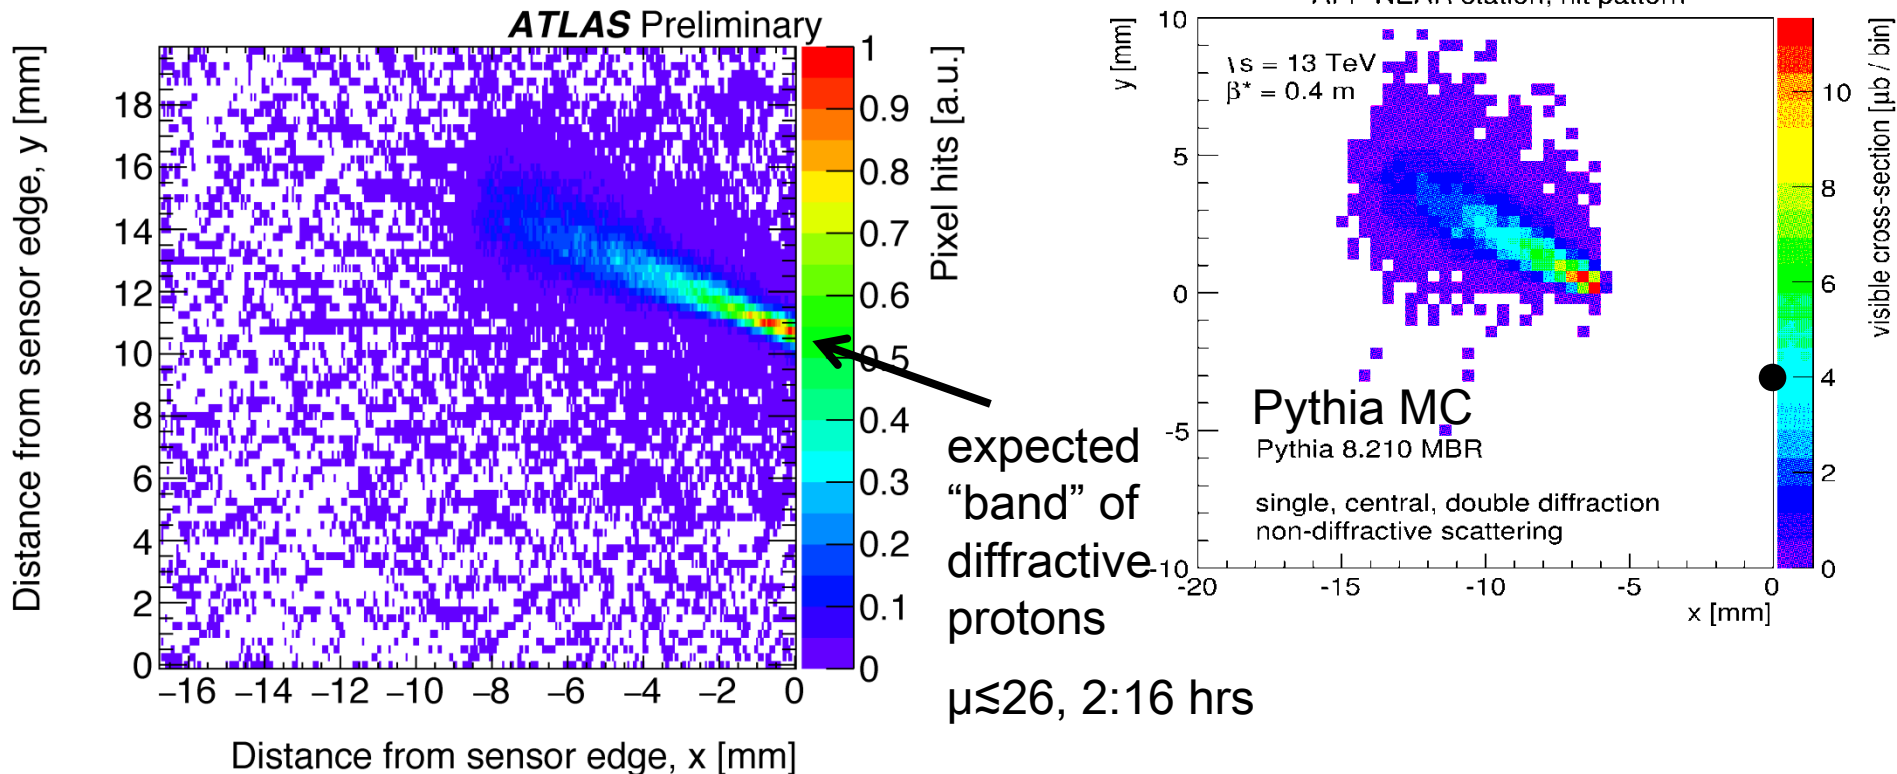 ATLAS Preliminary
Distance from sensor edge, y [mm]
18
16
14
12
10
8
6
4
2
0
−16 −14 −12 −10 −8 −6 −4 −2 0
Distance from sensor edge, x [mm]
1
0.9
0.8
0.7
0.6
0.5
0.4
0.3
0.2
0.1
0
Pixel hits [a.u.]
expected
“band” of
diffractive
protons
μ≲26, 2:16 hrs
y [mm]
10
5
0
-5
-10
√s = 13 TeV
β* = 0.4 m
Pythia MC
Pythia 8.210 MBR
single, central, double diffraction
non-diffractive scattering
-20 -15 -10 -5 0
x [mm]
10
8
6
4
2
0
visible cross-section [μb / bin]